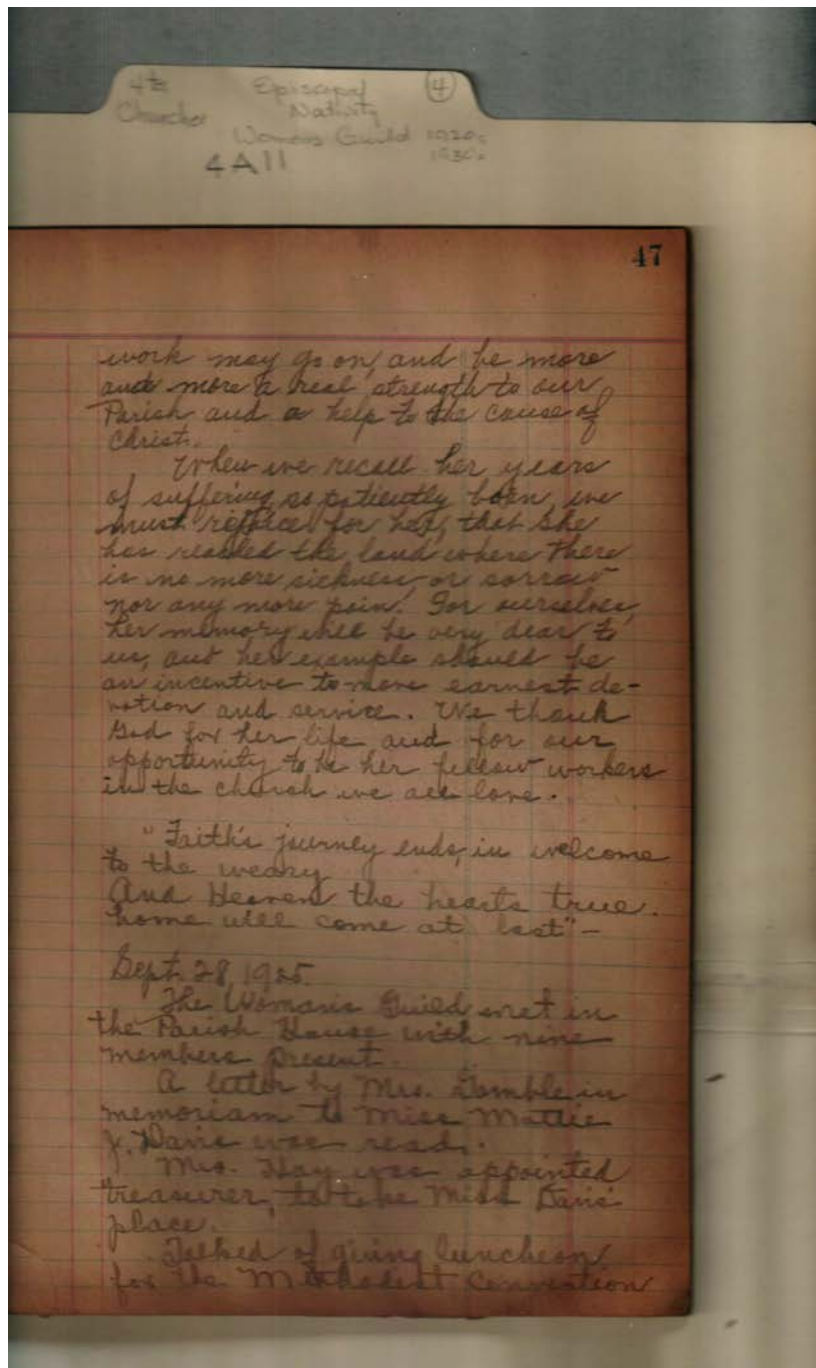 4th Episcopal 4
Churches Nativity
Womens Guild 1920s
4A11 1930s
47
work may go on, and be more
and more a real strength to our
Parish and a help to the cause of
Christ.
When we recall her years
of suffering so patiently born, we
must rejoice for her, that she
has reached the land where there
is no more sickness, or sorrow
nor any more pain. For ourselves,
her memory will be very dear to
us, and her example should be
an incentive to more earnest de-
votion and service. We thank
God for her life and for our
opportunity to be her fellow workers
in the church we all love.
"Faith's journey ends, in welcome
to the weary
And Heaven the hearts true
home will come at last"-
Sept. 28, 1925.
The Woman's Guild met in
the Parish House with nine
members present.
A letter by Mrs. in
memoriam to Miss Mattie
J. Davis was read.
Mrs. Hay was appointed
treasurer, to take Miss Davis'
place.
Talked of giving luncheon
for the Methodist Convention